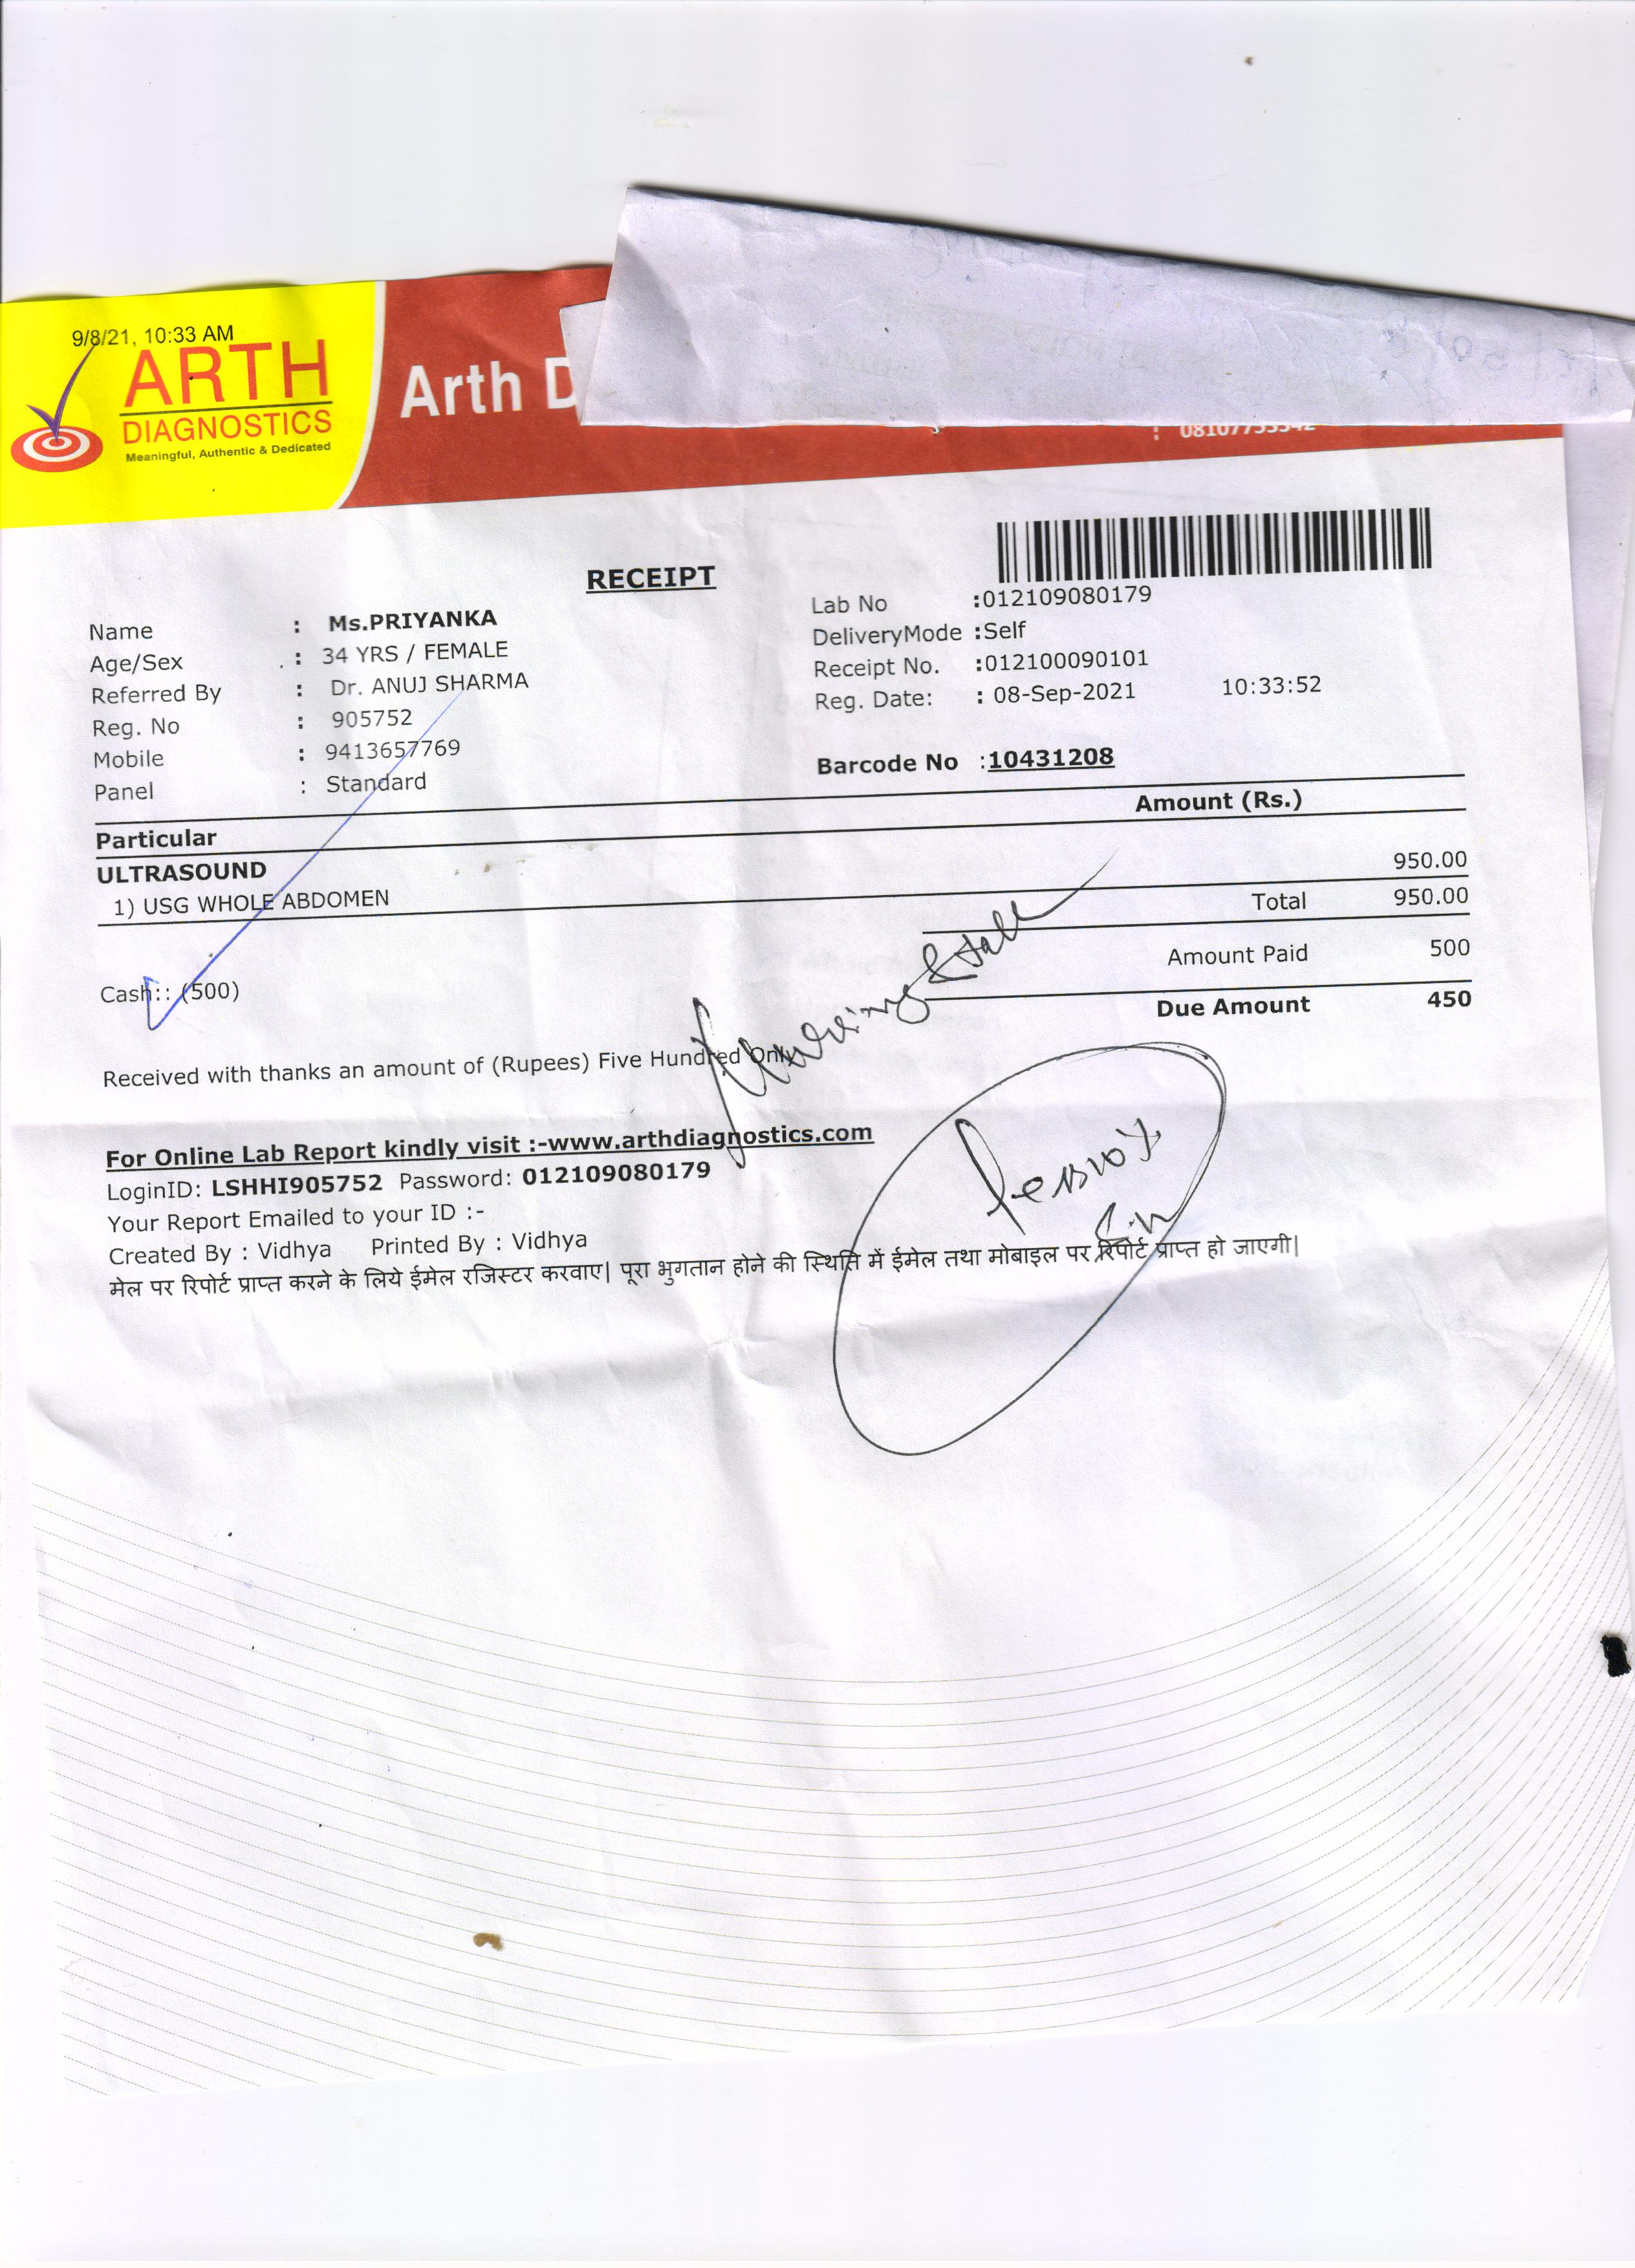 9/8/21, 10:33 AM
ARTH
DIAGNOSTICS
Meaningful, Authentic & Dedicated
Arth D
: 08107753342
RECEIPT
Name : Ms.PRIYANKA
Age/Sex : 34 YRS / FEMALE
Referred By : Dr. ANUJ SHARMA
Reg. No : 905752
Mobile : 9413657769
Panel : Standard
Lab No :012109080179
DeliveryMode :Self
Receipt No. :012100090101
Reg. Date: : 08-Sep-2021 10:33:52
Barcode No :10431208
Particular Amount (Rs.)
ULTRASOUND
1) USG WHOLE ABDOMEN 950.00
Total 950.00
Amount Paid 500
Cash:: (500)
Due Amount 450
Received with thanks an amount of (Rupees) Five Hundred Only
For Online Lab Report kindly visit :-www.arthdiagnostics.com
LoginID: LSHHI905752 Password: 012109080179
Your Report Emailed to your ID :-
Created By : Vidhya Printed By : Vidhya
मेल पर रिपोर्ट प्राप्त करने के लिये ईमेल रजिस्टर करवाए| पूरा भुगतान होने की स्थिति में ईमेल तथा मोबाइल पर रिपोर्ट प्राप्त हो जाएगी|